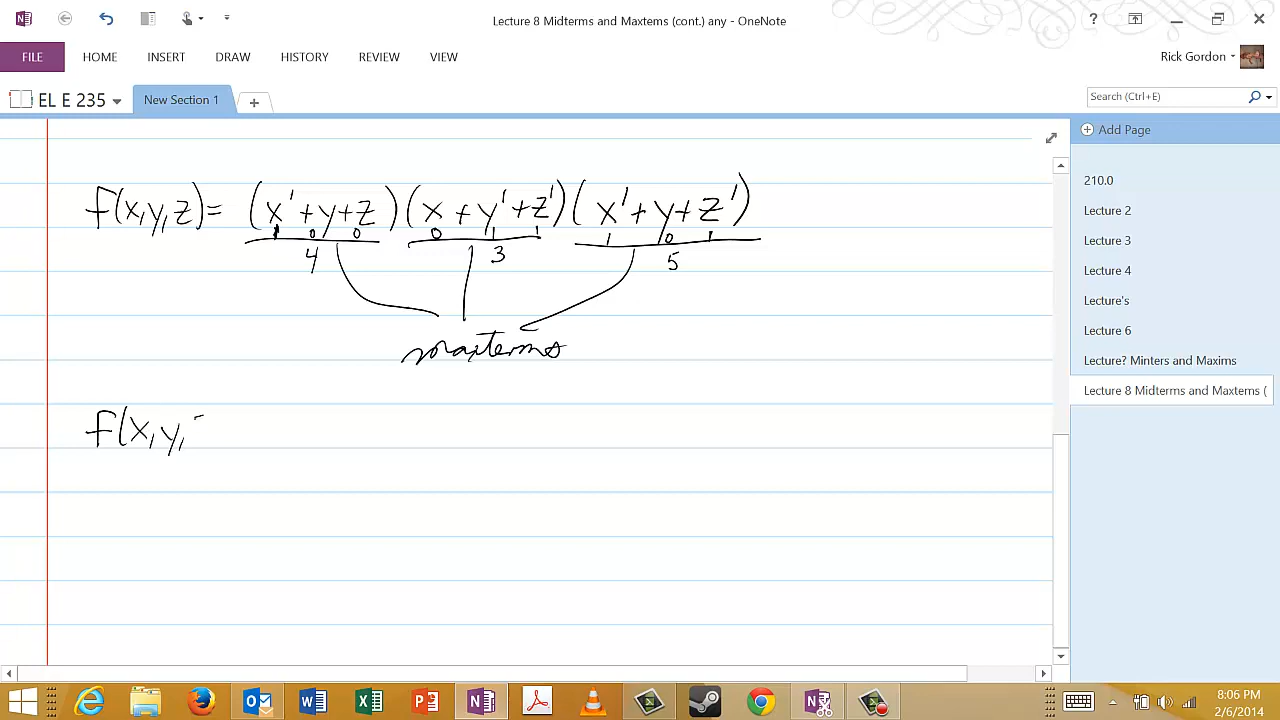 Lecture 8 Midterms and Maxtems (cont.) any - OneNote
?
FILE HOME INSERT DRAW HISTORY REVIEW VIEW
Rick Gordon
EL E 235 New Section 1 +
Search (Ctrl+E)
Add Page
210.0
Lecture 2
Lecture 3
Lecture 4
Lecture's
Lecture 6
Lecture? Minters and Maxims
Lecture 8 Midterms and Maxtems (
f(x,y,z)= (x'+y+z)(x+y'+z')(x'+y+z')
1 0 0 0 1 1 1 0 1
4 3 5
maxterms
f(x,y,
8:06 PM
2/6/2014